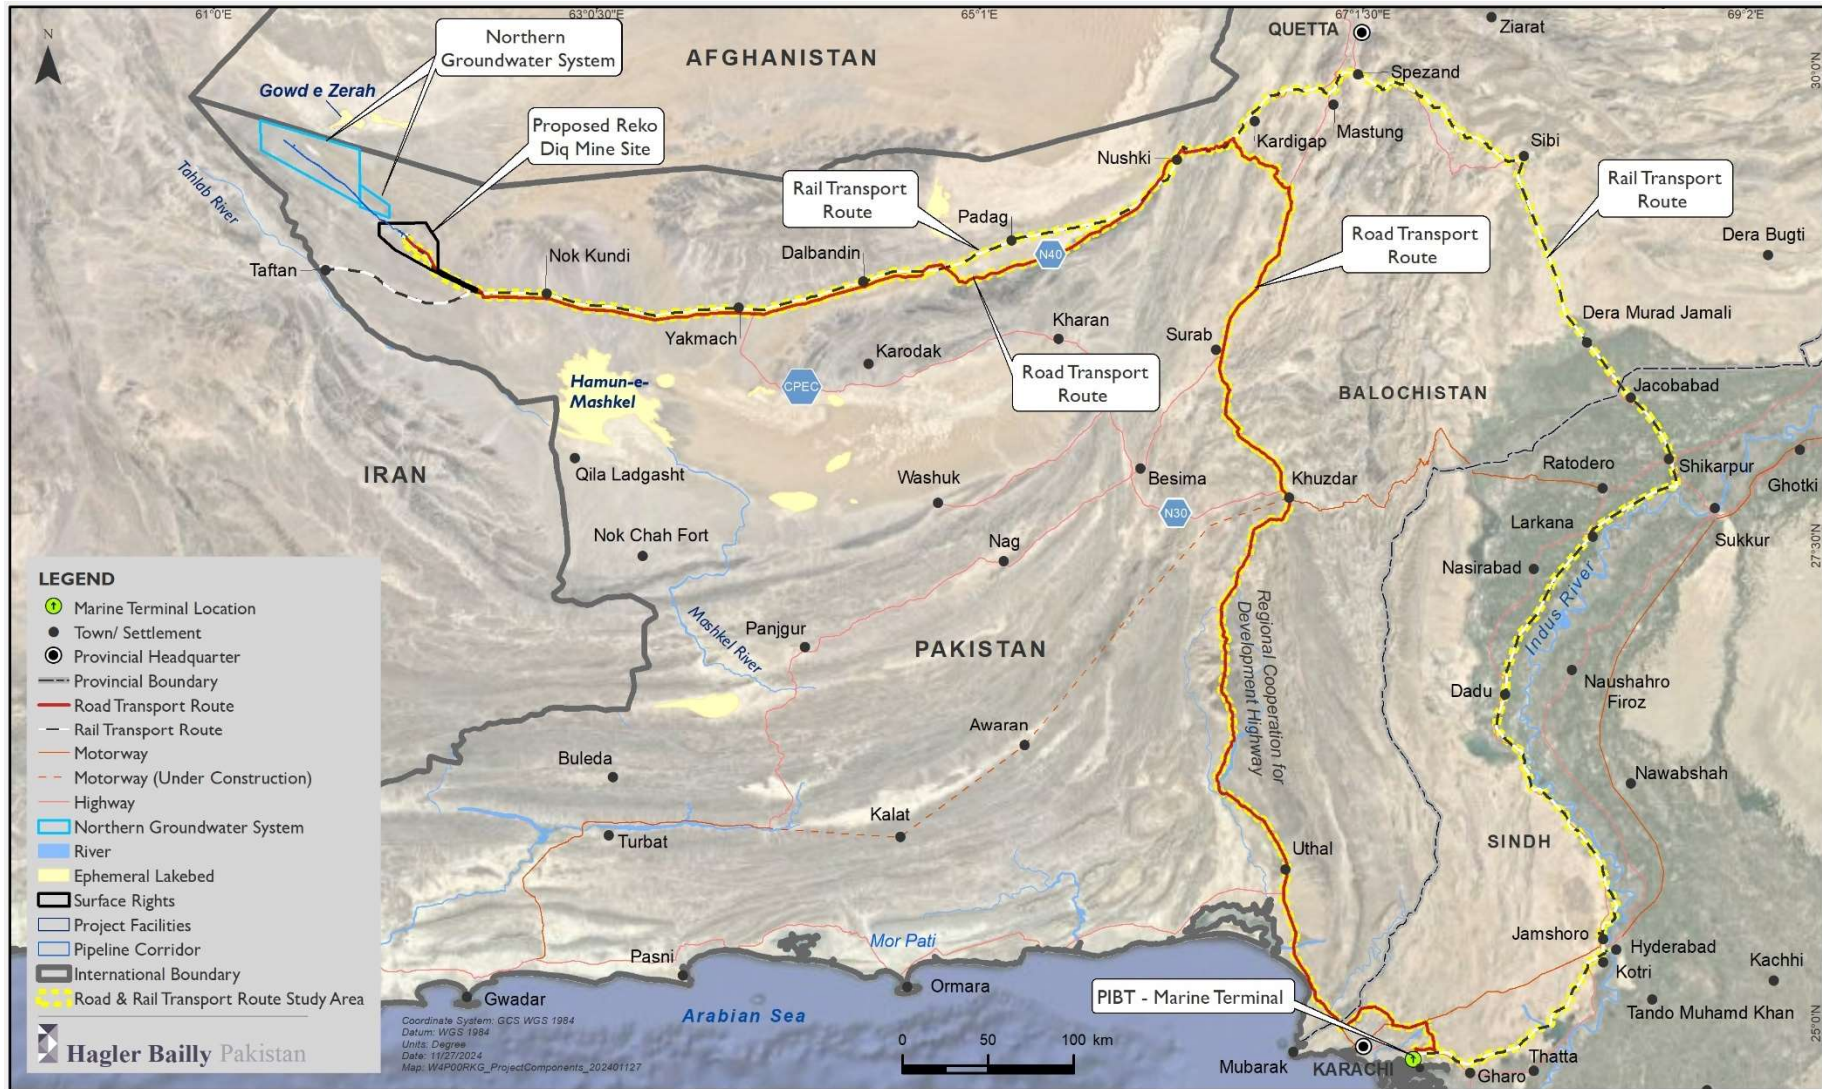 61°0'E
63°0'30"E
65°1'E
67°1'30"E
69°2'E
N
Northern
Groundwater System
AFGHANISTAN
QUETTA
Ziarat
Spezand
30°0'N
Gowd e Zerah
Proposed Reko
Diq Mine Site
Kardigap
Mastung
Nushki
Sibi
Tahlab River
Rail Transport
Route
Padag
Rail Transport
Route
Road Transport
Route
Dera Bugti
Taftan
Nok Kundi
Dalbandin
N40
Dera Murad Jamali
Yakmach
Kharan
Surab
Karodak
Road Transport
Route
CPEC
Hamun-e-
Mashkel
BALOCHISTAN
Jacobabad
IRAN
Qila Ladgasht
Washuk
Besima
Khuzdar
Ratodero
Shikarpur
Ghotki
N30
Larkana
Sukkur
27°30'N
Nok Chah Fort
Nag
Nasirabad
Indus River
Mashkel River
Panjgur
PAKISTAN
Regional Cooperation for
Development Highway
Dadu
Naushahro
Firoz
Awaran
Buleda
Nawabshah
Turbat
Kalat
Uthal
SINDH
Mor Pati
Jamshoro
Hyderabad
Kotri
Kachhi
Pasni
Ormara
PIBT - Marine Terminal
Tando Muhamd Khan
Gwadar
Arabian Sea
25°0'N
0 50 100 km
Mubarak
KARACHI
Gharo
Thatta
LEGEND
Marine Terminal Location
Town/ Settlement
Provincial Headquarter
Provincial Boundary
Road Transport Route
Rail Transport Route
Motorway
Motorway (Under Construction)
Highway
Northern Groundwater System
River
Ephemeral Lakebed
Surface Rights
Project Facilities
Pipeline Corridor
International Boundary
Road & Rail Transport Route Study Area
Hagler Bailly Pakistan
Coordinate System: GCS WGS 1984
Datum: WGS 1984
Units: Degree
Date: 11/27/2024
Map: W4P00RKG_ProjectComponents_202401127